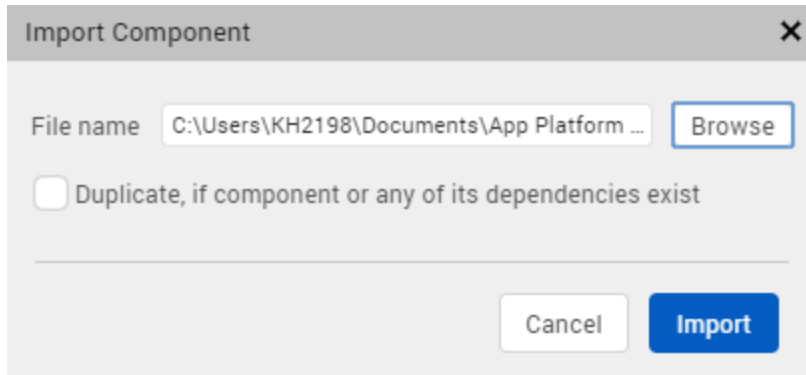 Import Component
File name C:\Users\KH2198\Documents\App Platform ... Browse
Duplicate, if component or any of its dependencies exist
Cancel Import